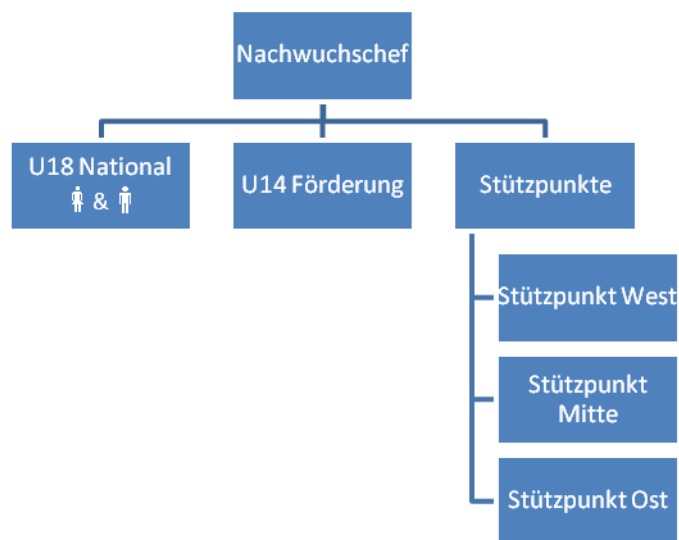 Nachwuchschef
U18 National
&
U14 Förderung
Stützpunkte
Stützpunkt West
Stützpunkt
Mitte
Stützpunkt Ost